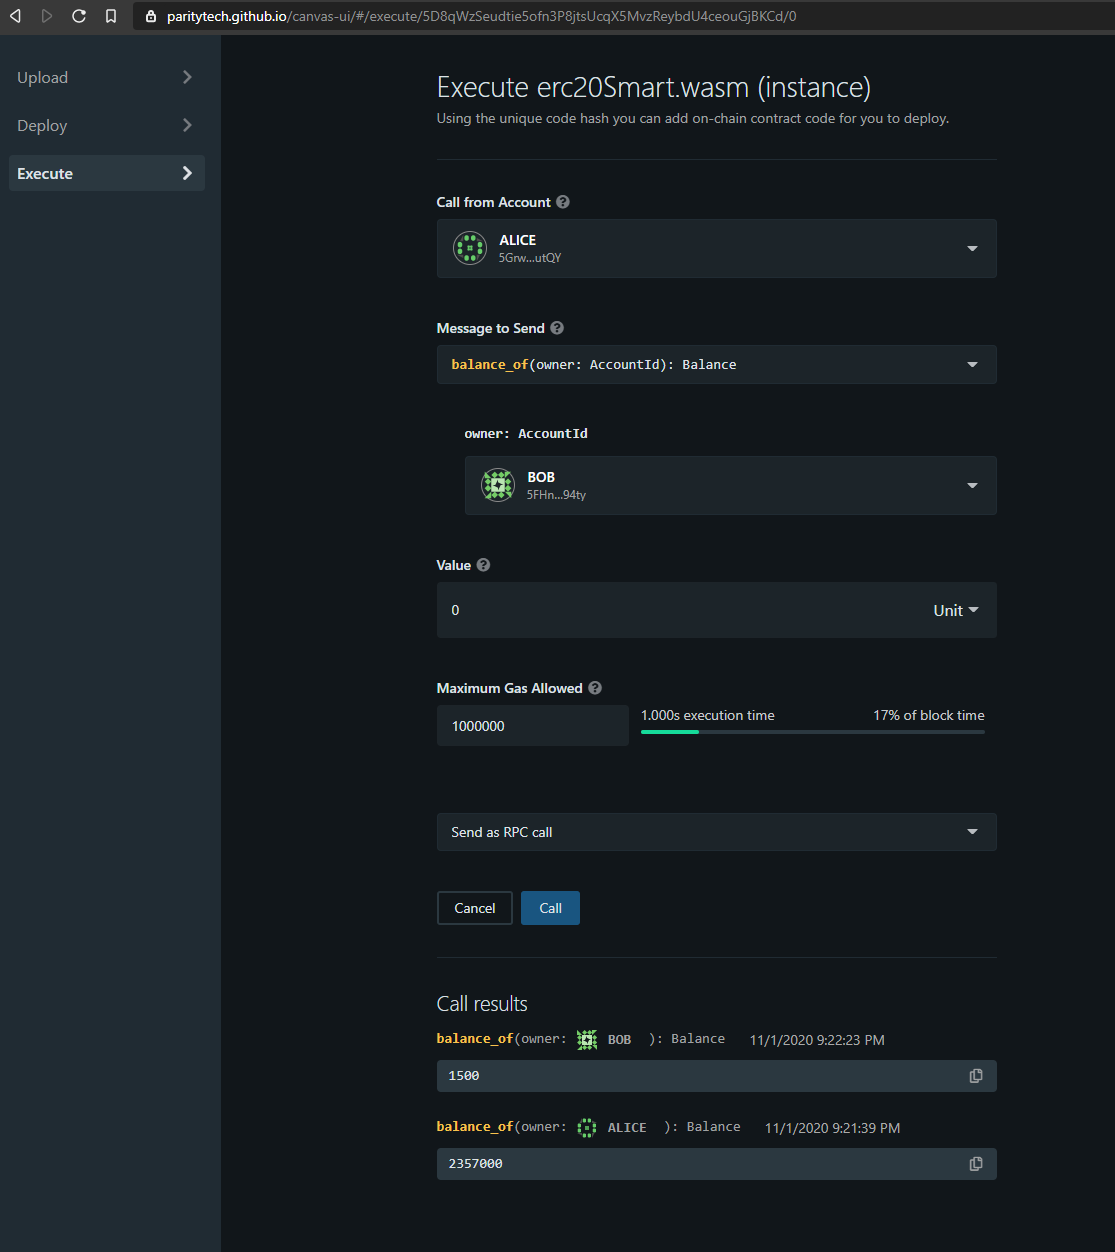 paritytech.github.io/canvas-ui/#/execute/5D8qWzSeudtie5ofn3P8jtsUcqX5MvzReybdU4ceouGjBKCd/0
Upload
Deploy
Execute
Execute erc20Smart.wasm (instance)
Using the unique code hash you can add on-chain contract code for you to deploy.
Call from Account ?
ALICE
5Grw...utQY
Message to Send ?
balance_of(owner: AccountId): Balance
owner: AccountId
BOB
5FHn...94ty
Value ?
0 Unit
Maximum Gas Allowed ?
1000000
1.000s execution time 17% of block time
Send as RPC call
Cancel Call
Call results
balance_of(owner: BOB ): Balance 11/1/2020 9:22:23 PM
1500
balance_of(owner: ALICE ): Balance 11/1/2020 9:21:39 PM
2357000